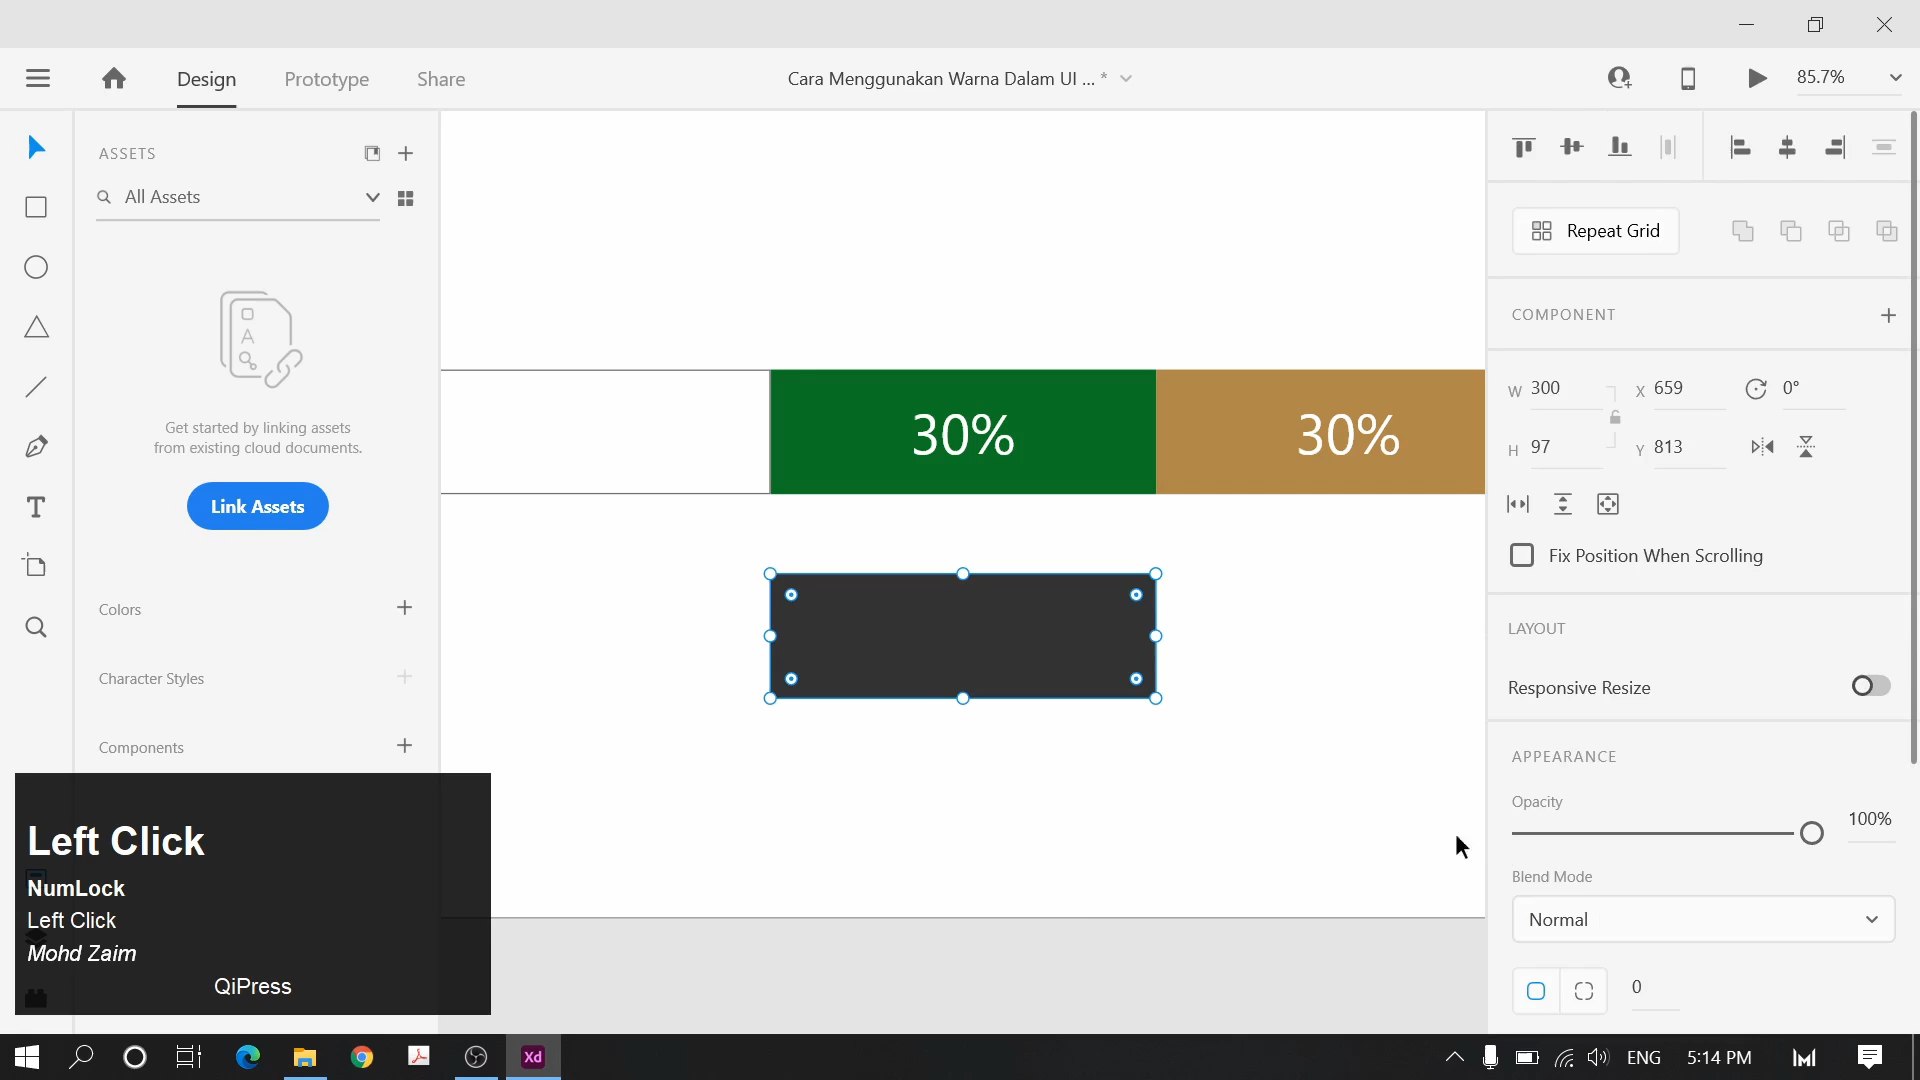 Design
Prototype
Share
Cara Menggunakan Warna Dalam UI ... *
85.7%
ASSETS
All Assets
A
Get started by linking assets
from existing cloud documents.
Link Assets
Colors
Character Styles
Components
30%
30%
Repeat Grid
COMPONENT
W 300
X 659
0°
H 97
Y 813
Fix Position When Scrolling
LAYOUT
Responsive Resize
APPEARANCE
Opacity
100%
Blend Mode
Normal
0
Left Click
NumLock
Left Click
Mohd Zaim
QiPress
Xd
ENG
5:14 PM